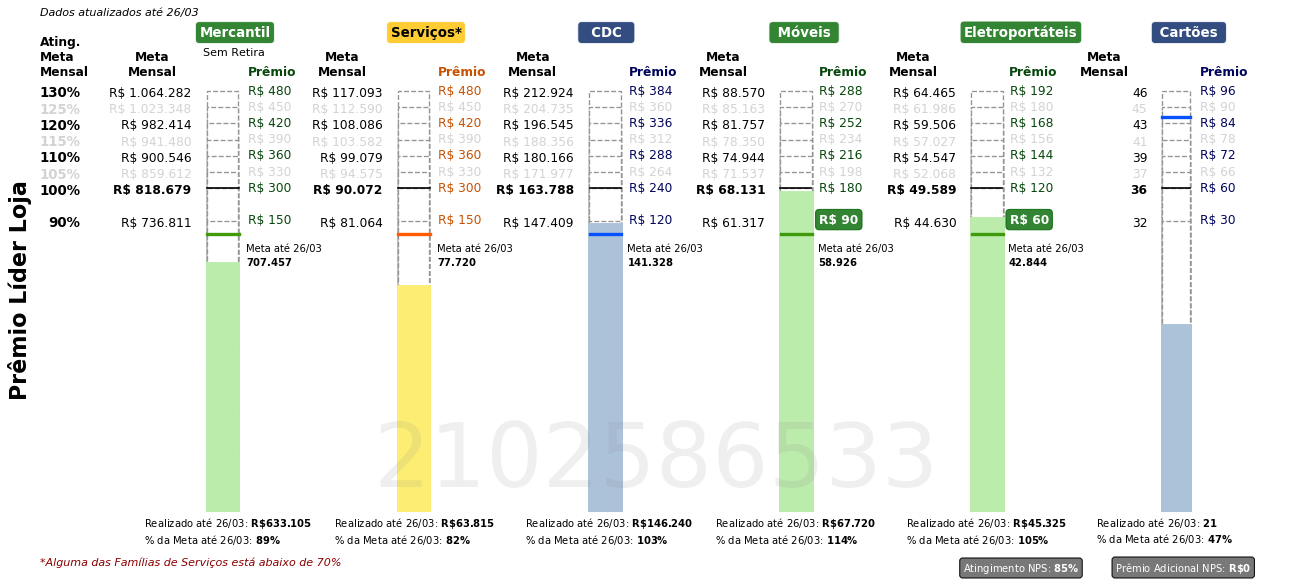 Dados atualizados até 26/03
Mercantil Serviços* CDC Móveis Eletroportáteis Cartões
Sem Retira
Ating. Meta Mensal
Meta Mensal Prêmio Meta Mensal Prêmio Meta Mensal Prêmio Meta Mensal Prêmio Meta Mensal Prêmio Meta Mensal Prêmio
130% R$ 1.064.282 R$ 480 R$ 117.093 R$ 480 R$ 212.924 R$ 384 R$ 88.570 R$ 288 R$ 64.465 R$ 192 46 R$ 96
125% R$ 1.023.348 R$ 450 R$ 112.590 R$ 450 R$ 204.735 R$ 360 R$ 85.163 R$ 270 R$ 61.986 R$ 180 45 R$ 90
120% R$ 982.414 R$ 420 R$ 108.086 R$ 420 R$ 196.545 R$ 336 R$ 81.757 R$ 252 R$ 59.506 R$ 168 43 R$ 84
115% R$ 941.480 R$ 390 R$ 103.582 R$ 390 R$ 188.356 R$ 312 R$ 78.350 R$ 234 R$ 57.027 R$ 156 41 R$ 78
110% R$ 900.546 R$ 360 R$ 99.079 R$ 360 R$ 180.166 R$ 288 R$ 74.944 R$ 216 R$ 54.547 R$ 144 39 R$ 72
105% R$ 859.612 R$ 330 R$ 94.575 R$ 330 R$ 171.977 R$ 264 R$ 71.537 R$ 198 R$ 52.068 R$ 132 37 R$ 66
100% R$ 818.679 R$ 300 R$ 90.072 R$ 300 R$ 163.788 R$ 240 R$ 68.131 R$ 180 R$ 49.589 R$ 120 36 R$ 60
90% R$ 736.811 R$ 150 R$ 81.064 R$ 150 R$ 147.409 R$ 120 R$ 61.317 R$ 90 R$ 44.630 R$ 60 32 R$ 30
Meta até 26/03 Meta até 26/03 Meta até 26/03 Meta até 26/03 Meta até 26/03
707.457 77.720 141.328 58.926 42.844
Prêmio Líder Loja
2102586533
Realizado até 26/03: R$633.105 Realizado até 26/03: R$63.815 Realizado até 26/03: R$146.240 Realizado até 26/03: R$67.720 Realizado até 26/03: R$45.325 Realizado até 26/03: 21
% da Meta até 26/03: 89% % da Meta até 26/03: 82% % da Meta até 26/03: 103% % da Meta até 26/03: 114% % da Meta até 26/03: 105% % da Meta até 26/03: 47%
*Alguma das Famílias de Serviços está abaixo de 70%
Atingimento NPS: 85% Prêmio Adicional NPS: R$0